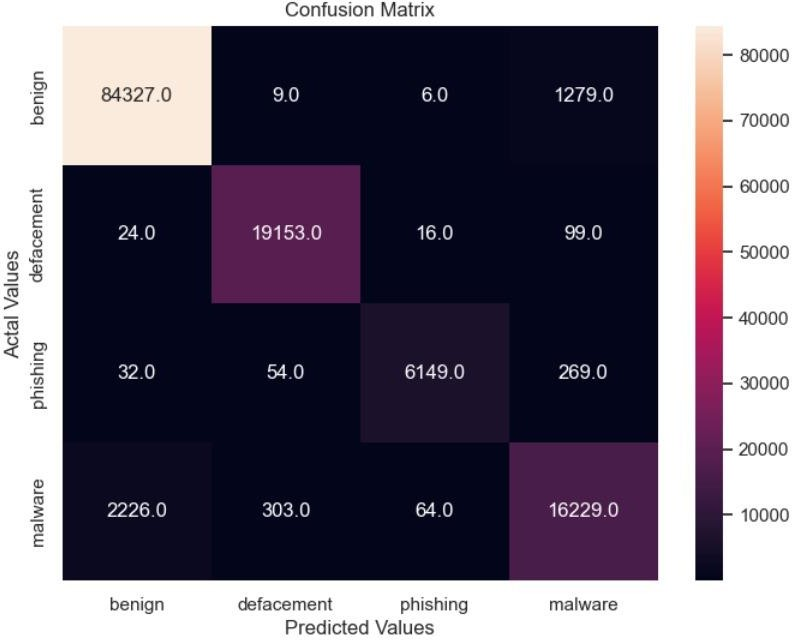 Confusion Matrix
benign 84327.0 9.0 6.0 1279.0
defacement 24.0 19153.0 16.0 99.0
phishing 32.0 54.0 6149.0 269.0
malware 2226.0 303.0 64.0 16229.0
Actal Values
benign defacement phishing malware
Predicted Values
80000
70000
60000
50000
40000
30000
20000
10000